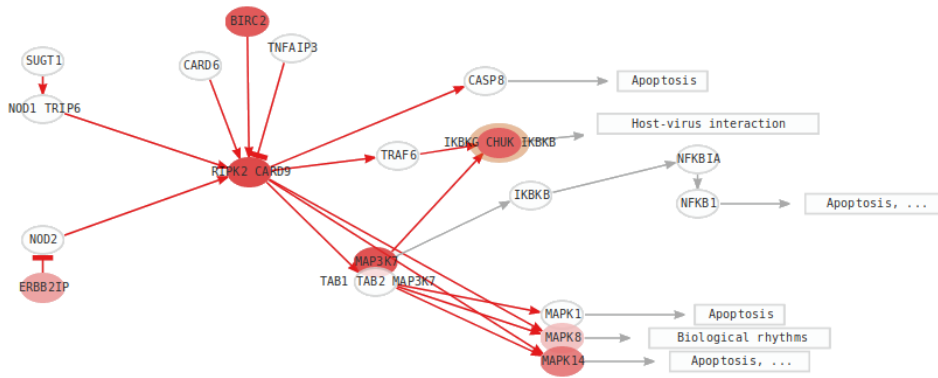 BIRC2
TNFAIP3
SUGT1
CARD6
CASP8
Apoptosis
NOD1 TRIP6
Host-virus interaction
IKBKG CHUK IKBKB
TRAF6
NFKBIA
RIPK2 CARD9
IKBKB
NFKB1
Apoptosis, ...
NOD2
MAP3K7
TAB1 TAB2 MAP3K7
ERBB2IP
MAPK1
Apoptosis
MAPK8
Biological rhythms
MAPK14
Apoptosis, ...